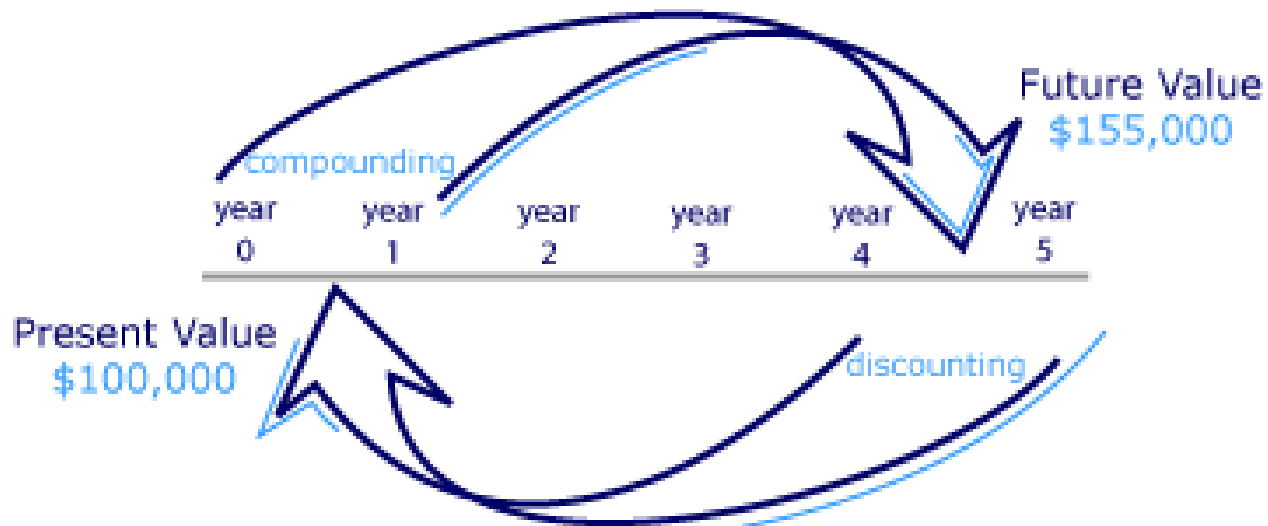 Future Value
$155,000
compounding
year year year year year year
0 1 2 3 4 5
Present Value
$100,000
discounting